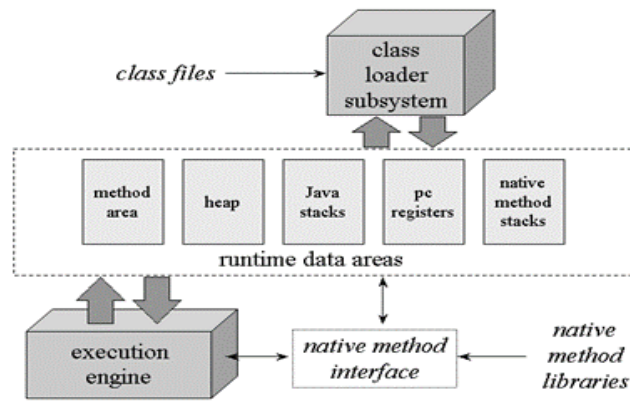 class
loader
subsystem
class files
method
area
heap
Java
stacks
pc
registers
native
method
stacks
runtime data areas
execution
engine
native method
interface
native
method
libraries